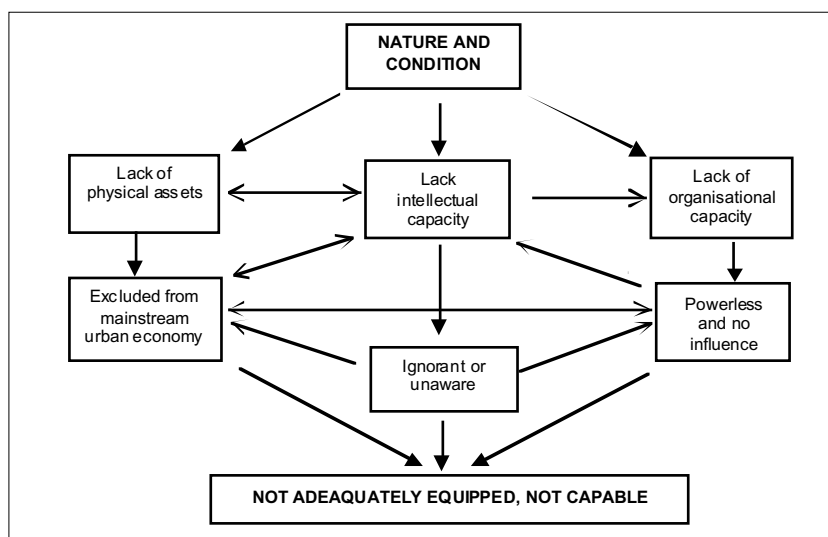 NATURE AND
CONDITION
Lack of
physical assets
Lack
intellectual
capacity
Lack of
organisational
capacity
Excluded from
mainstream
urban economy
Powerless
and no
influence
Ignorant or
unaware
NOT ADEAQUATELY EQUIPPED, NOT CAPABLE